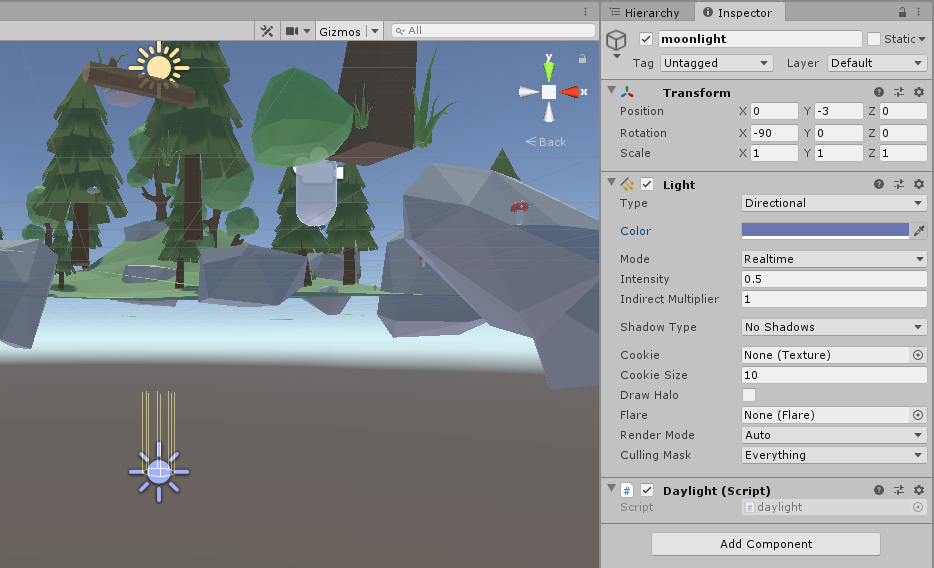 Hierarchy Inspector
Gizmos All
moonlight Static
Tag Untagged Layer Default
y
x
Back
Transform
Position X 0 Y -3 Z 0
Rotation X -90 Y 0 Z 0
Scale X 1 Y 1 Z 1
Light
Type Directional
Color
Mode Realtime
Intensity 0.5
Indirect Multiplier 1
Shadow Type No Shadows
Cookie None (Texture)
Cookie Size 10
Draw Halo
Flare None (Flare)
Render Mode Auto
Culling Mask Everything
# Daylight (Script)
Script # daylight
Add Component